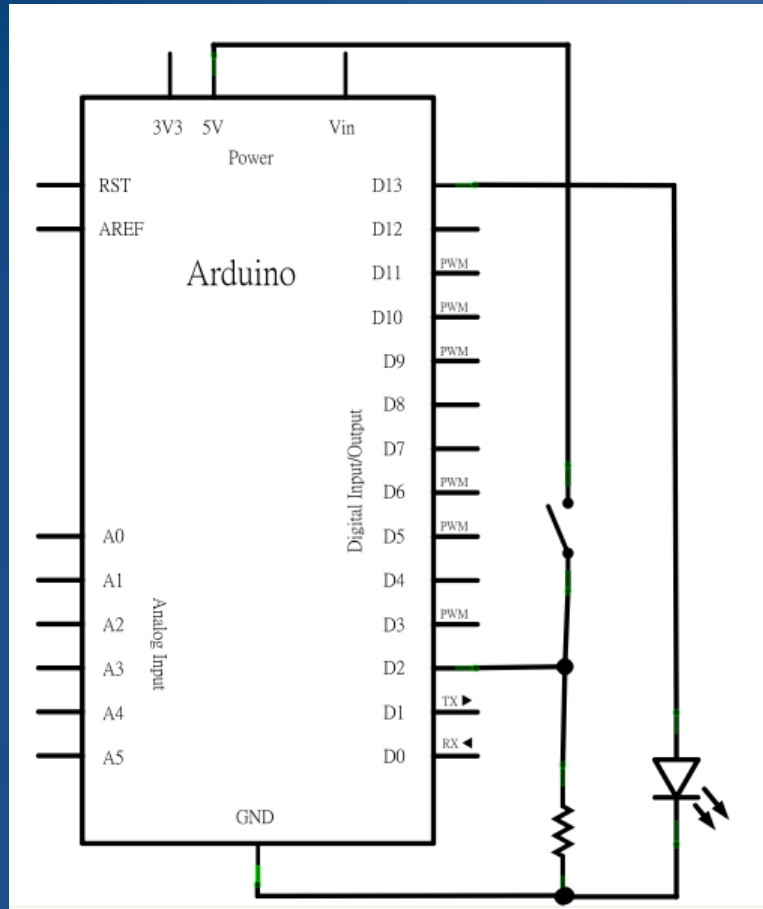 3V3 5V Vin
Power
RST
AREF
Arduino
D13
D12
D11 PWM
D10 PWM
D9 PWM
D8
D7
D6 PWM
D5 PWM
D4
D3 PWM
D2
D1 TX ▶
D0 RX ◀
Digital Input/Output
A0
A1
A2
A3
A4
A5
Analog Input
GND